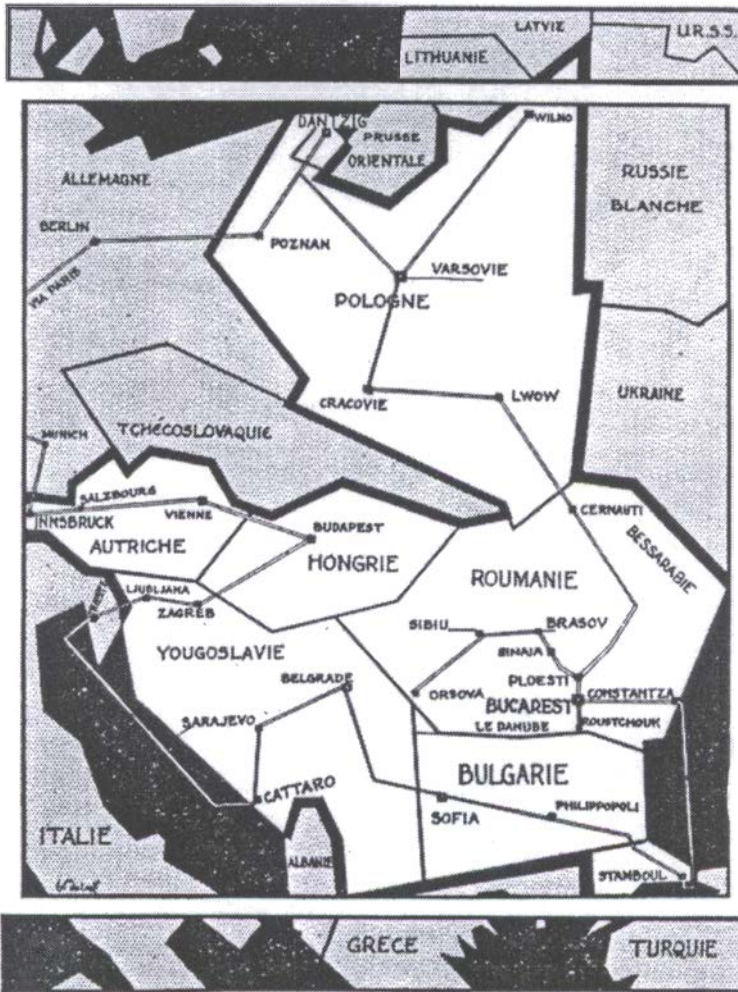 LATVIE
U.R.S.S.
LITHUANIE
DANTZIG
WILNO
PRUSSE
ORIENTALE
ALLEMAGNE
RUSSIE
BLANCHE
BERLIN
POZNAN
VARSOVIE
VIA PARIS
POLOGNE
CRACOVIE
LWOW
UKRAINE
TCHÉCOSLOVAQUIE
MUNICH
SALZBOURG
VIENNE
CERNAUTI
INNSBRUCK
BUDAPEST
AUTRICHE
HONGRIE
BESSARABIE
ROUMANIE
LJUBLJANA
ZAGREB
SIBIU
BRASOV
SINAIA
YOUGOSLAVIE
PLOESTI
BELGRADE
ORSOVA
BUCAREST
CONSTANTZA
SARAJEVO
LE DANUBE
ROUSTCHOUK
BULGARIE
CATTARO
PHILIPPOPOLI
SOFIA
ITALIE
ALBANIE
STAMBOUL
GRECE
TURQUIE